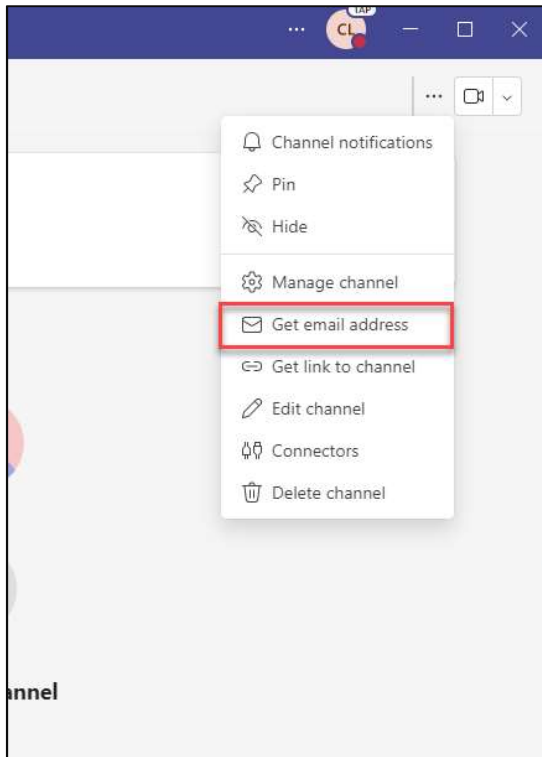 TAP
CL
Channel notifications
Pin
Hide
Manage channel
Get email address
Get link to channel
Edit channel
Connectors
Delete channel
annel